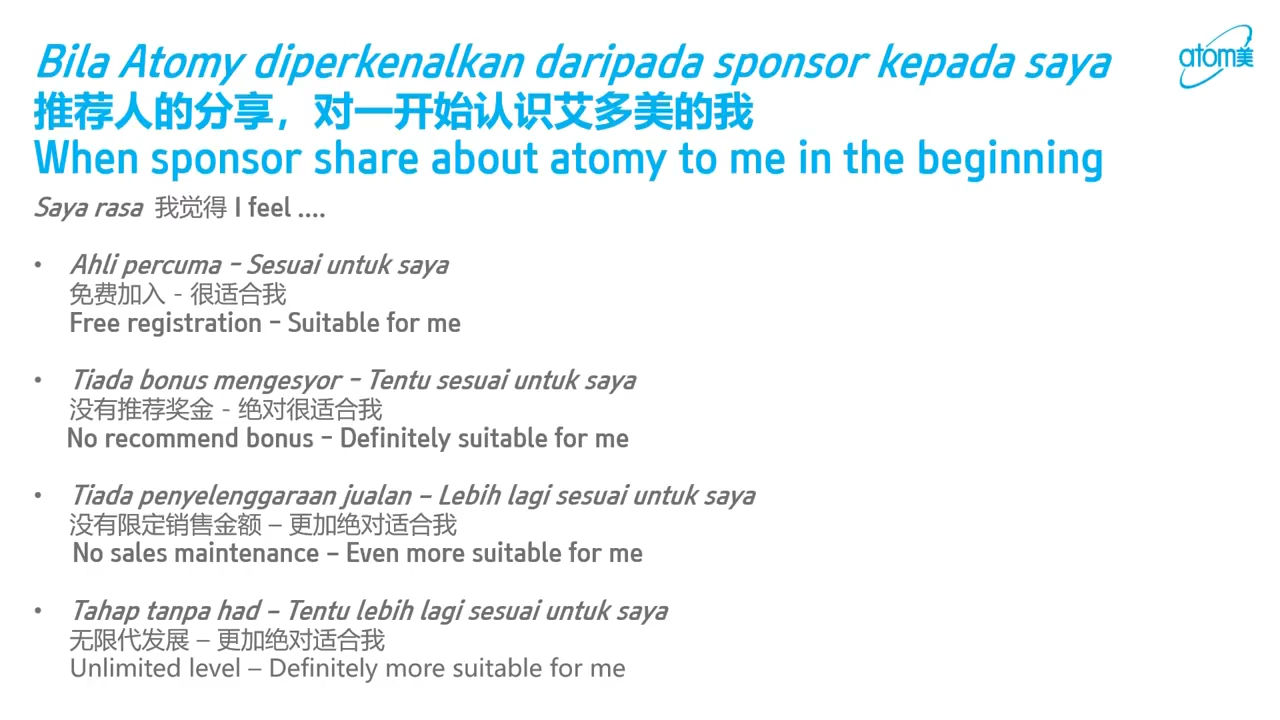 Bila Atomy diperkenalkan daripada sponsor kepada saya
atom美
推荐人的分享，对一开始认识艾多美的我
When sponsor share about atomy to me in the beginning
Saya rasa 我觉得 I feel ....
• Ahli percuma – Sesuai untuk saya
免费加入 - 很适合我
Free registration – Suitable for me
• Tiada bonus mengesyor – Tentu sesuai untuk saya
没有推荐奖金 - 绝对很适合我
No recommend bonus – Definitely suitable for me
• Tiada penyelenggaraan jualan – Lebih lagi sesuai untuk saya
没有限定销售金额 – 更加绝对适合我
No sales maintenance – Even more suitable for me
• Tahap tanpa had – Tentu lebih lagi sesuai untuk saya
无限代发展 – 更加绝对适合我
Unlimited level – Definitely more suitable for me